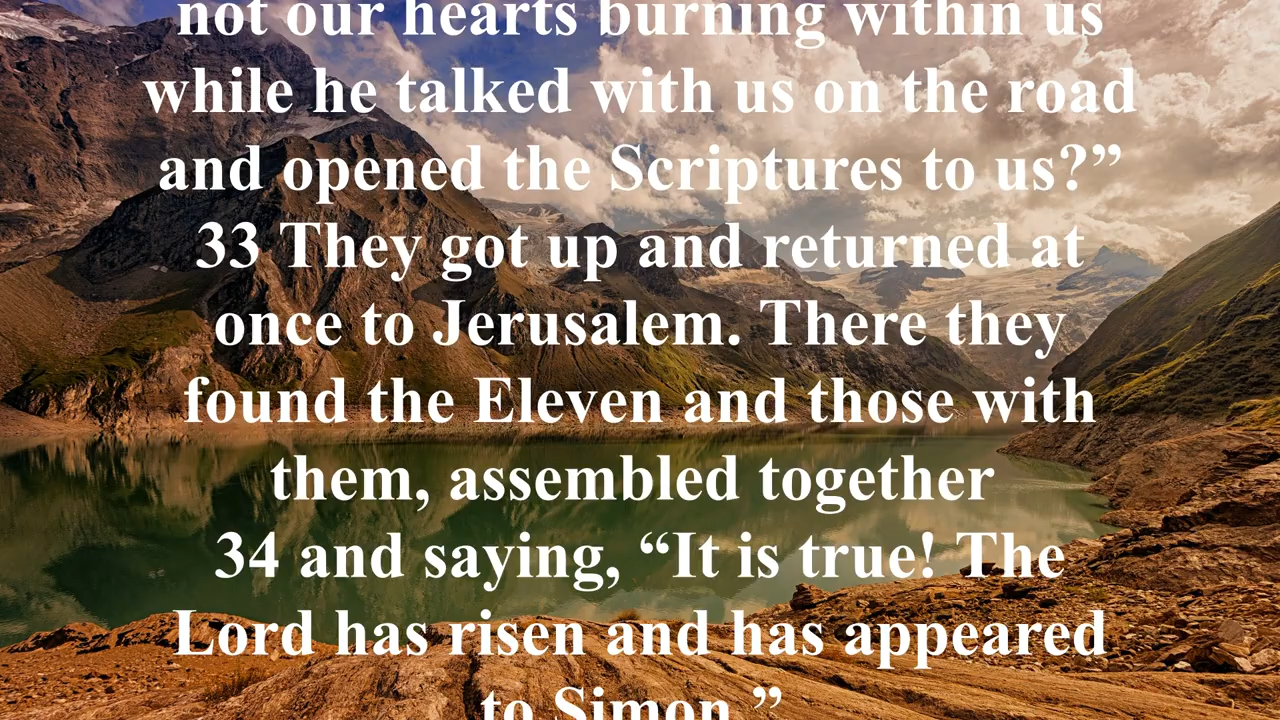 not our hearts burning within us
while he talked with us on the road
and opened the Scriptures to us?”
33 They got up and returned at
once to Jerusalem. There they
found the Eleven and those with
them, assembled together
34 and saying, “It is true! The
Lord has risen and has appeared
to Simon.”